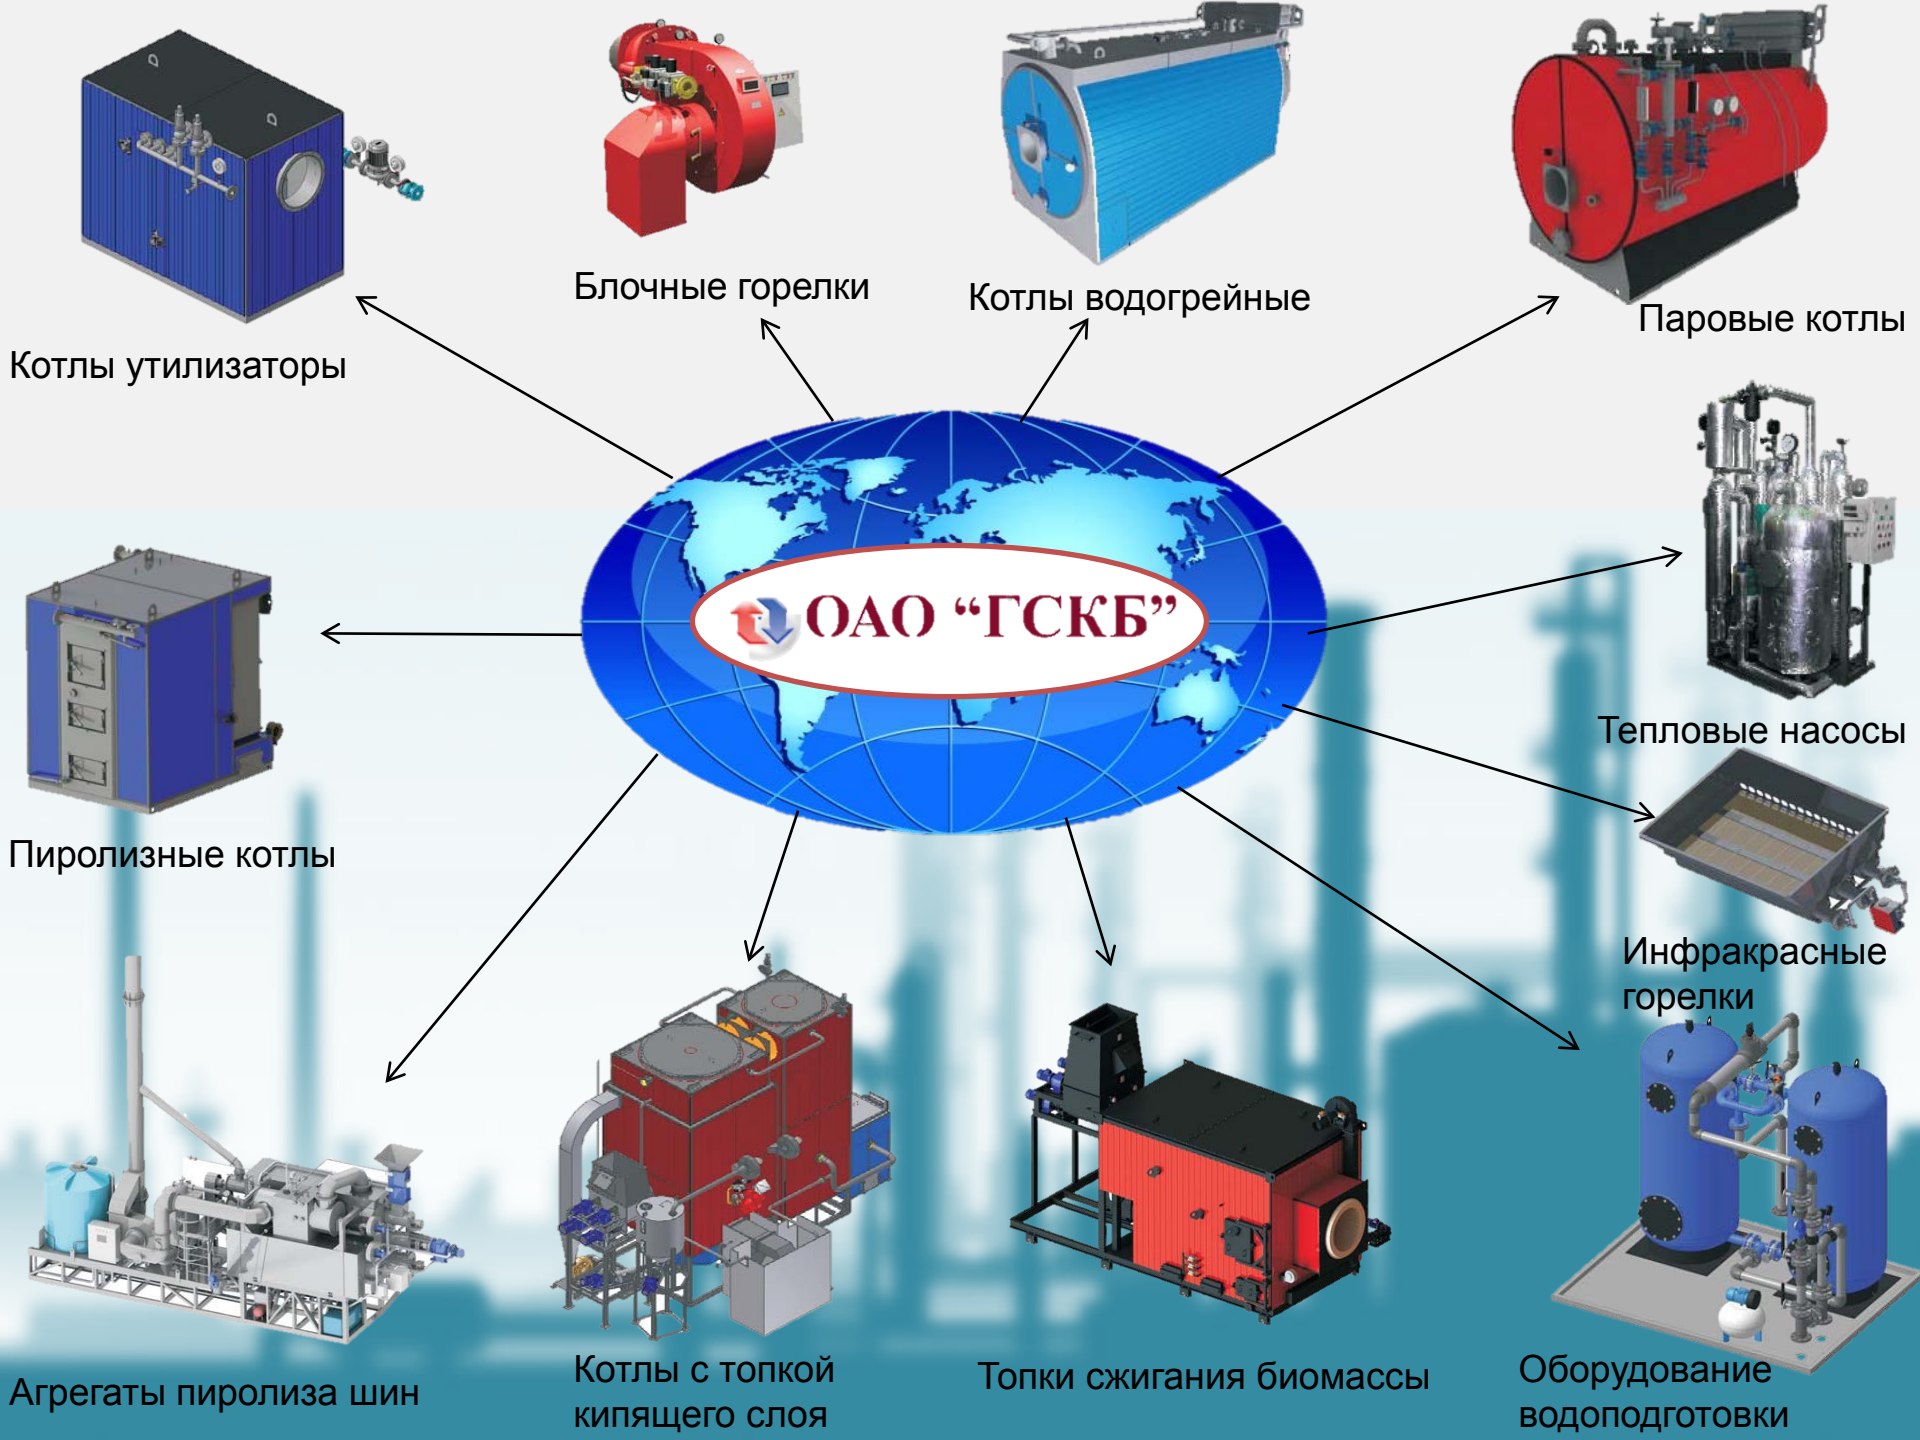 Блочные горелки
Котлы водогрейные
Паровые котлы
Котлы утилизаторы
ОАО “ГСКБ”
Тепловые насосы
Пиролизные котлы
Инфракрасные
горелки
Агрегаты пиролиза шин
Котлы с топкой
кипящего слоя
Топки сжигания биомассы
Оборудование
водоподготовки